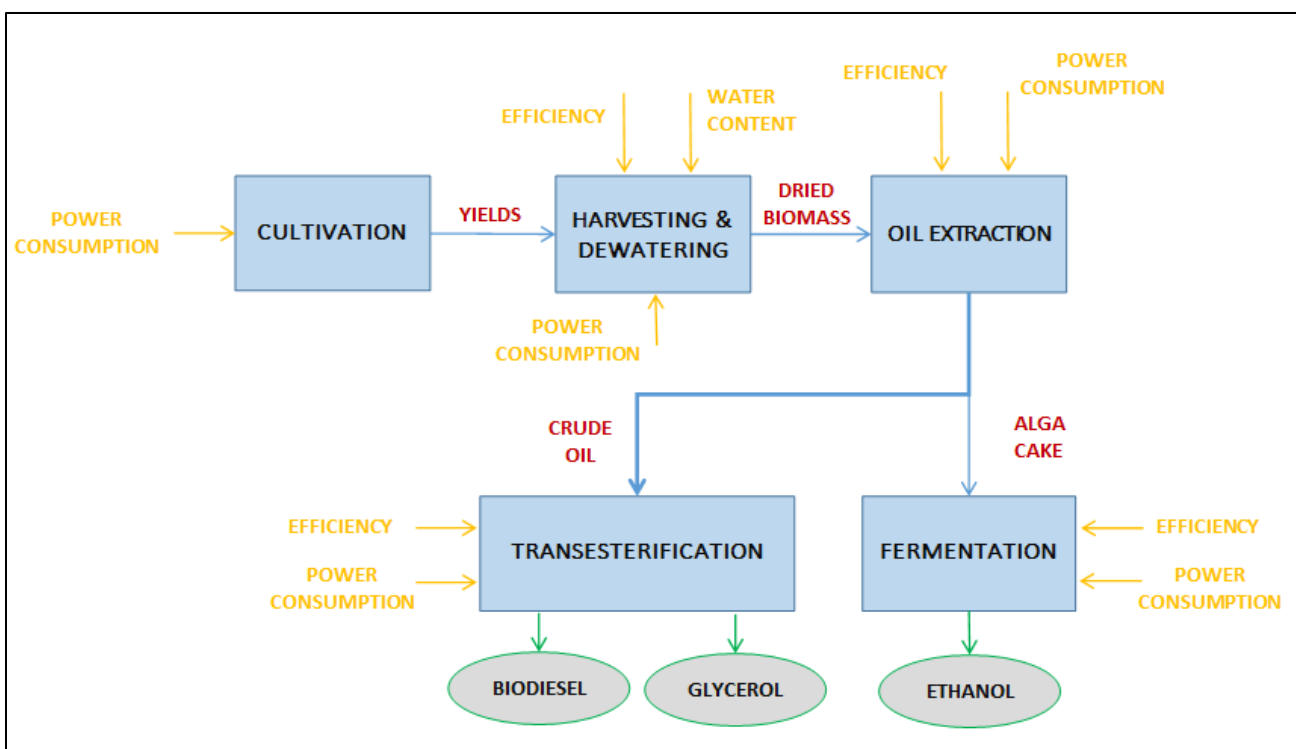 EFFICIENCY
POWER
CONSUMPTION
EFFICIENCY
WATER
CONTENT
POWER
CONSUMPTION
CULTIVATION
YIELDS
HARVESTING &
DEWATERING
DRIED
BIOMASS
OIL EXTRACTION
POWER
CONSUMPTION
CRUDE
OIL
ALGA
CAKE
EFFICIENCY
POWER
CONSUMPTION
TRANSESTERIFICATION
FERMENTATION
EFFICIENCY
POWER
CONSUMPTION
BIODIESEL
GLYCEROL
ETHANOL